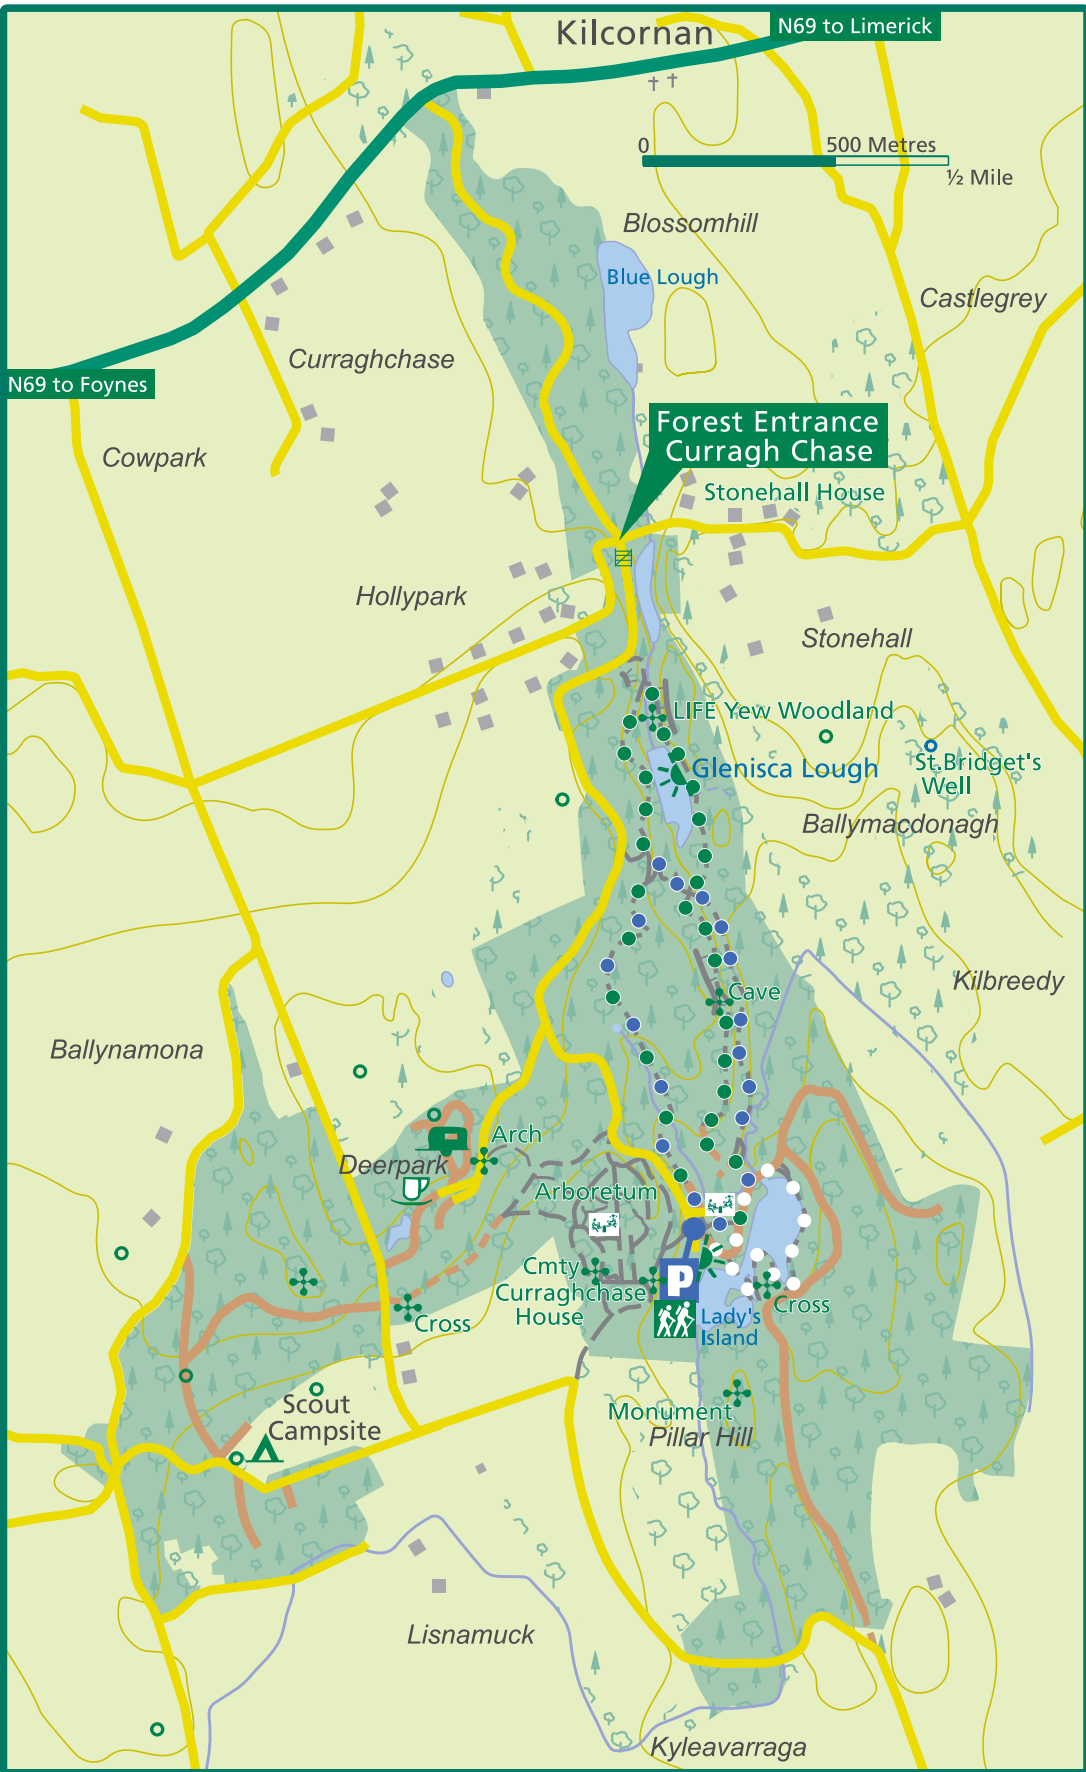 Kilcornan
N69 to Limerick
0
500 Metres
½ Mile
Blossomhill
Blue Lough
Castlegrey
Curraghchase
N69 to Foynes
Forest Entrance
Curragh Chase
Cowpark
Stonehall House
Hollypark
Stonehall
LIFE Yew Woodland
St.Bridget's
Well
Glenisca Lough
Ballymacdonagh
Kilbreedy
Cave
Ballynamona
Arch
Deerpark
Arboretum
Cmty
Curraghchase
House
P
Cross
Cross
Lady's
Island
Scout
Campsite
Monument
Pillar Hill
Lisnamuck
Kyleavarraga